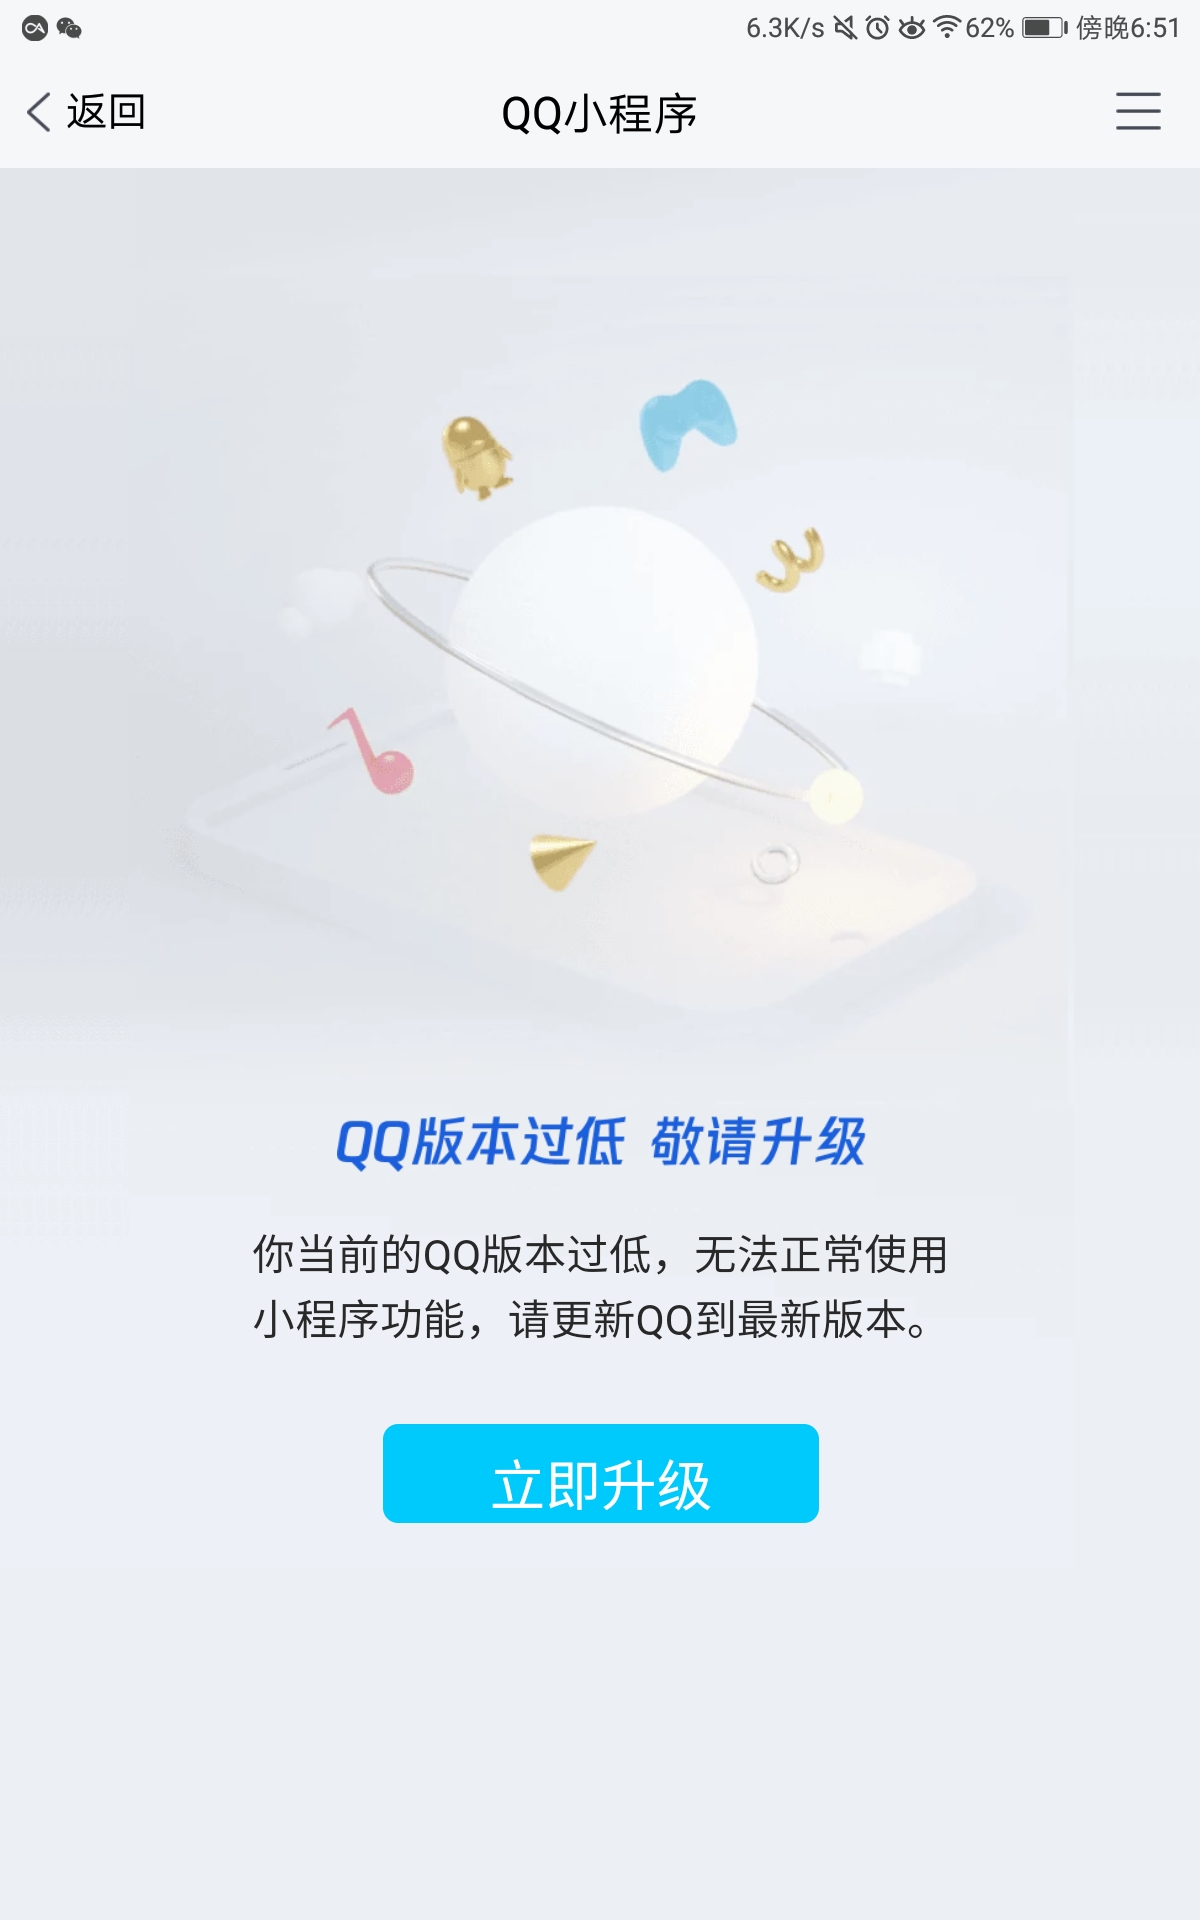 6.3K/s 62% 傍晚6:51
返回 QQ小程序
QQ版本过低 敬请升级
你当前的QQ版本过低，无法正常使用
小程序功能，请更新QQ到最新版本。
立即升级